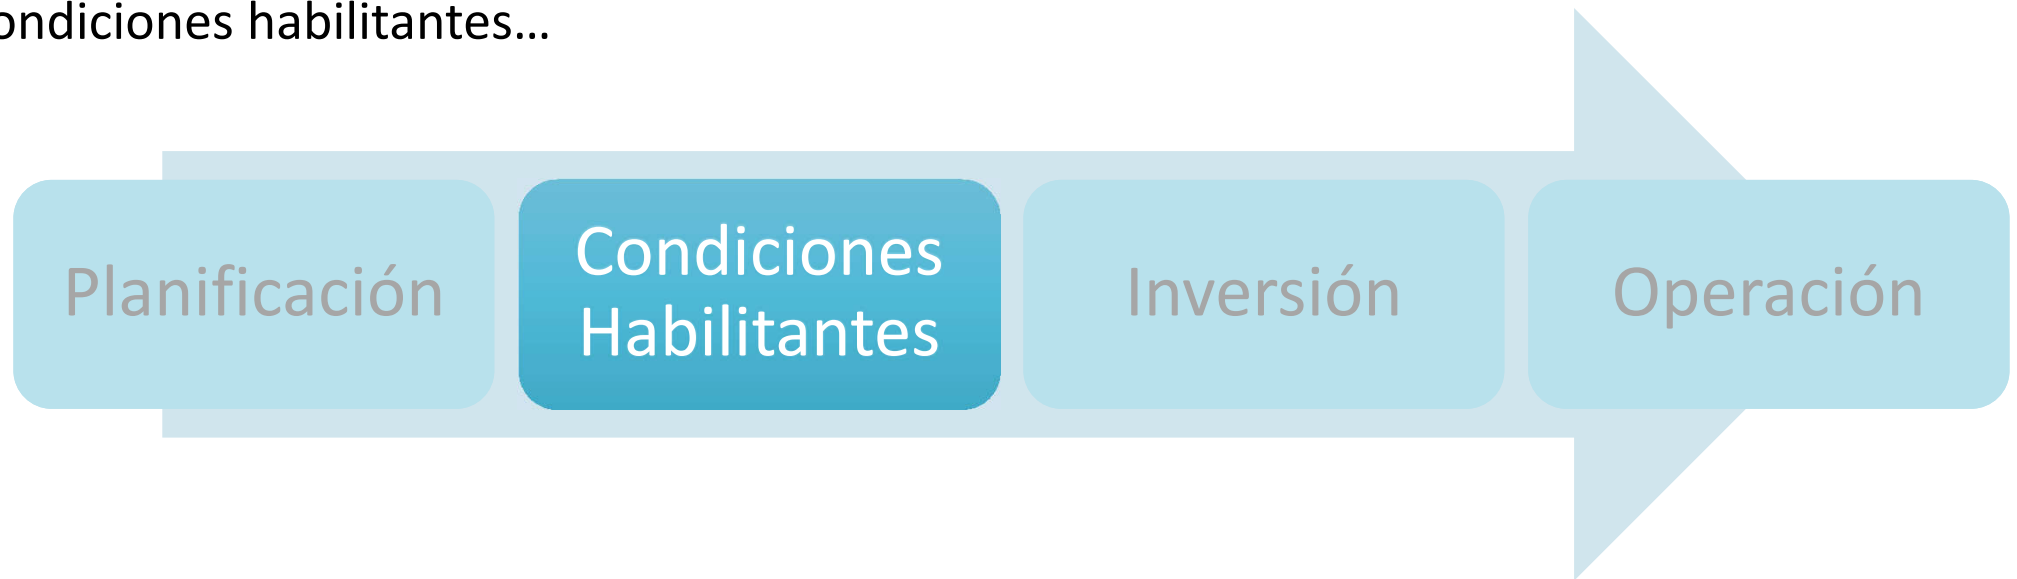 ondiciones habilitantes...
Planificación
Condiciones
Habilitantes
Inversión
Operación